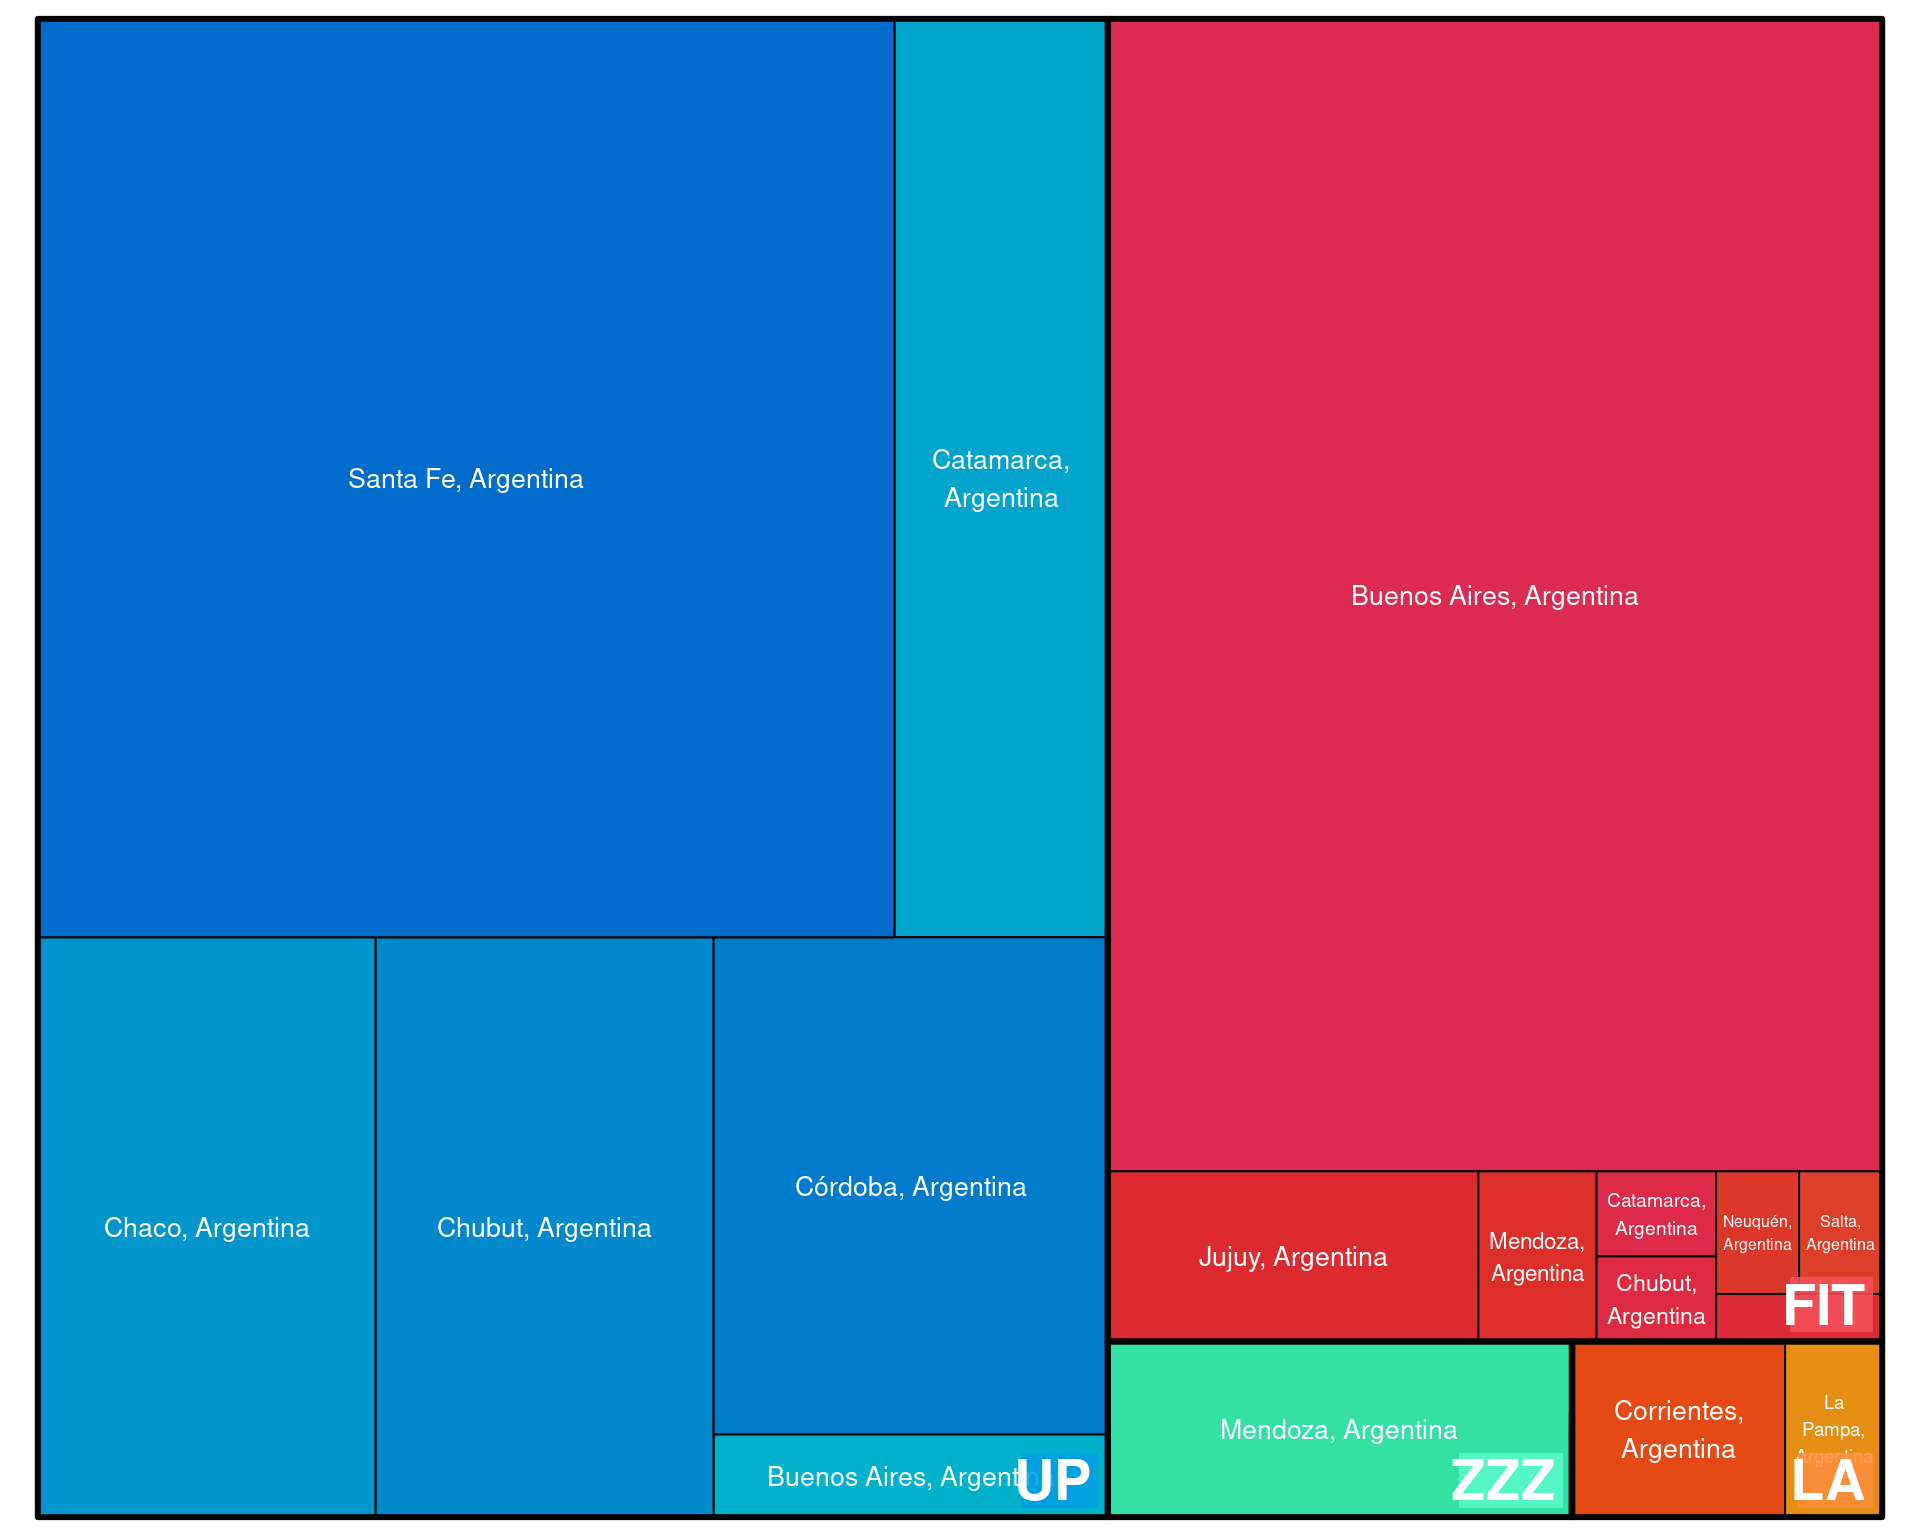 Santa Fe, Argentina
Catamarca,
Argentina
Chaco, Argentina
Chubut, Argentina
Córdoba, Argentina
Buenos Aires, Argentina
UP
Buenos Aires, Argentina
Jujuy, Argentina
Mendoza,
Argentina
Catamarca,
Argentina
Chubut,
Argentina
Neuquén,
Argentina
Salta,
Argentina
FIT
Mendoza, Argentina
ZZZ
Corrientes,
Argentina
La
Pampa,
Argentina
LA